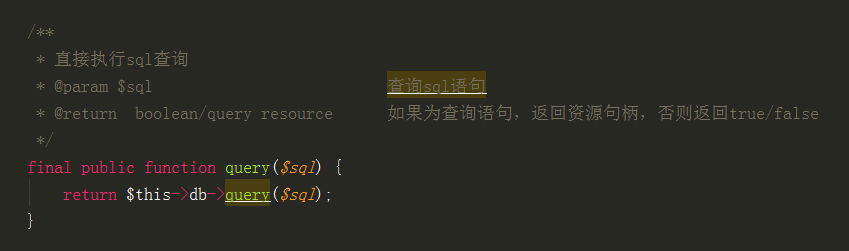 /**
 * 直接执行sql查询
 * @param $sql 查询sql语句
 * @return  boolean/query resource 如果为查询语句，返回资源句柄，否则返回true/false
 */
final public function query($sql) {
    return $this->db->query($sql);
}